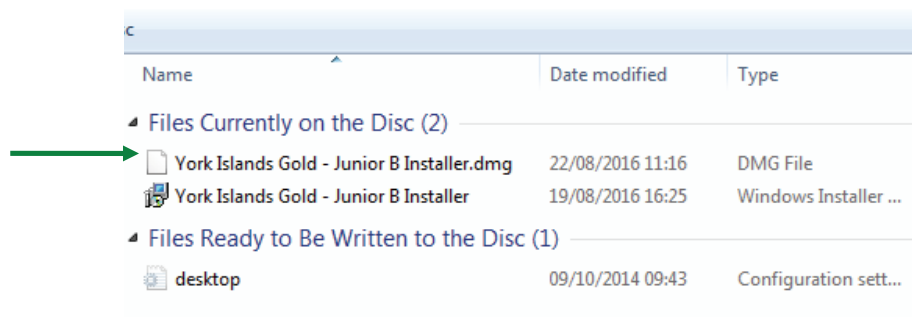 c
Name Date modified Type
Files Currently on the Disc (2)
York Islands Gold - Junior B Installer.dmg 22/08/2016 11:16 DMG File
York Islands Gold - Junior B Installer 19/08/2016 16:25 Windows Installer ...
Files Ready to Be Written to the Disc (1)
desktop 09/10/2014 09:43 Configuration sett...